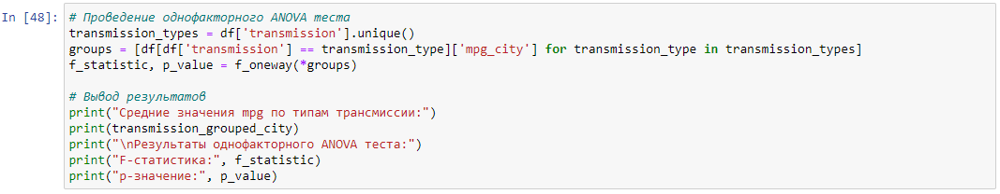 In [48]:
# Проведение однофакторного ANOVA теста
transmission_types = df['transmission'].unique()
groups = [df[df['transmission'] == transmission_type]['mpg_city'] for transmission_type in transmission_types]
f_statistic, p_value = f_oneway(*groups)

# Вывод результатов
print("Средние значения mpg по типам трансмиссии:")
print(transmission_grouped_city)
print("\nРезультаты однофакторного ANOVA теста:")
print("F-статистика:", f_statistic)
print("p-значение:", p_value)